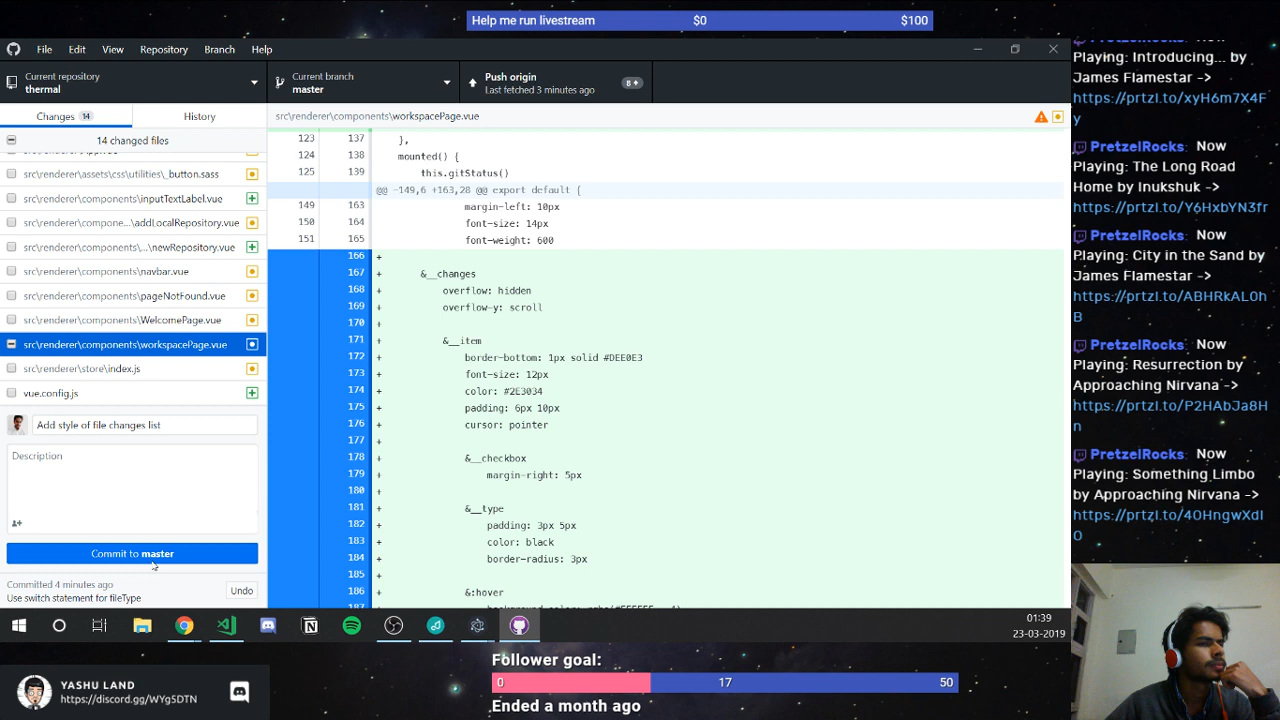 Help me run livestream $0 $100
File Edit View Repository Branch Help
Current repository
thermal
Current branch
master
Push origin
Last fetched 3 minutes ago
8
Changes 14
History
14 changed files
src\renderer\components\workspacePage.vue
src\renderer\assets\css\utilities\_button.sass
src\renderer\components\inputTextLabel.vue
src\renderer\components\...\addLocalRepository.vue
src\renderer\components\...\newRepository.vue
src\renderer\components\navbar.vue
src\renderer\components\pageNotFound.vue
src\renderer\components\WelcomePage.vue
src\renderer\components\workspacePage.vue
src\renderer\store\index.js
vue.config.js
Add style of file changes list
Description
Commit to master
Committed 4 minutes ago
Use switch statement for fileType
Undo
123 137 },
124 138 mounted() {
125 139 this.gitStatus()
@@ -149,6 +163,28 @@ export default {
149 163 margin-left: 10px
150 164 font-size: 14px
151 165 font-weight: 600
166 +
167 + &__changes
168 + overflow: hidden
169 + overflow-y: scroll
170 +
171 + &__item
172 + border-bottom: 1px solid #DEE0E3
173 + font-size: 12px
174 + color: #2E3034
175 + padding: 6px 10px
176 + cursor: pointer
177 +
178 + &__checkbox
179 + margin-right: 5px
180 +
181 + &__type
182 + padding: 3px 5px
183 + color: black
184 + border-radius: 3px
185 +
186 + &:hover
PretzelRocks: Now
Playing: Introducing... by
James Flamestar ->
https://prtzl.to/xyH6m7X4F
y
PretzelRocks: Now
Playing: The Long Road
Home by Inukshuk ->
https://prtzl.to/Y6HxbYN3fr
PretzelRocks: Now
Playing: City in the Sand by
James Flamestar ->
https://prtzl.to/ABHRkAL0h
B
PretzelRocks: Now
Playing: Resurrection by
Approaching Nirvana ->
https://prtzl.to/P2HAbJa8H
n
PretzelRocks: Now
Playing: Something Limbo
by Approaching Nirvana ->
https://prtzl.to/4OHngwXdI
O
01:39
23-03-2019
YASHU LAND
https://discord.gg/WYg5DTN
Follower goal:
0 17 50
Ended a month ago